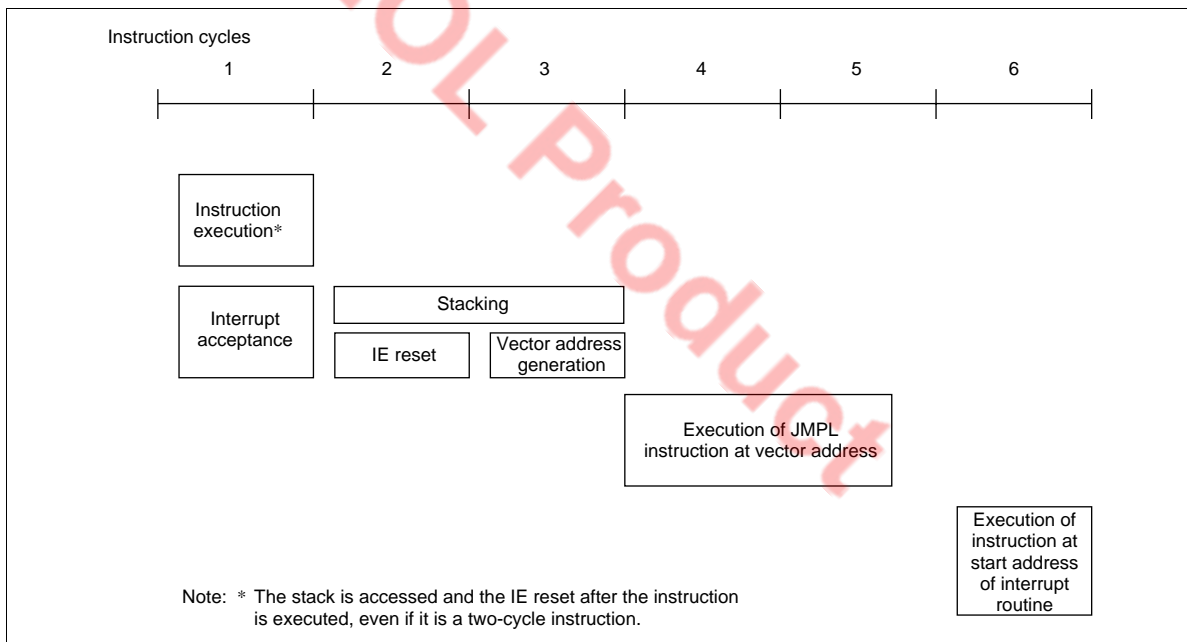 Instruction cycles
1 2 3 4 5 6
Instruction
execution*
Interrupt
acceptance
Stacking
IE reset
Vector address
generation
Execution of JMPL
instruction at vector address
Execution of
instruction at
start address
of interrupt
routine
Note: * The stack is accessed and the IE reset after the instruction
is executed, even if it is a two-cycle instruction.
OL Product